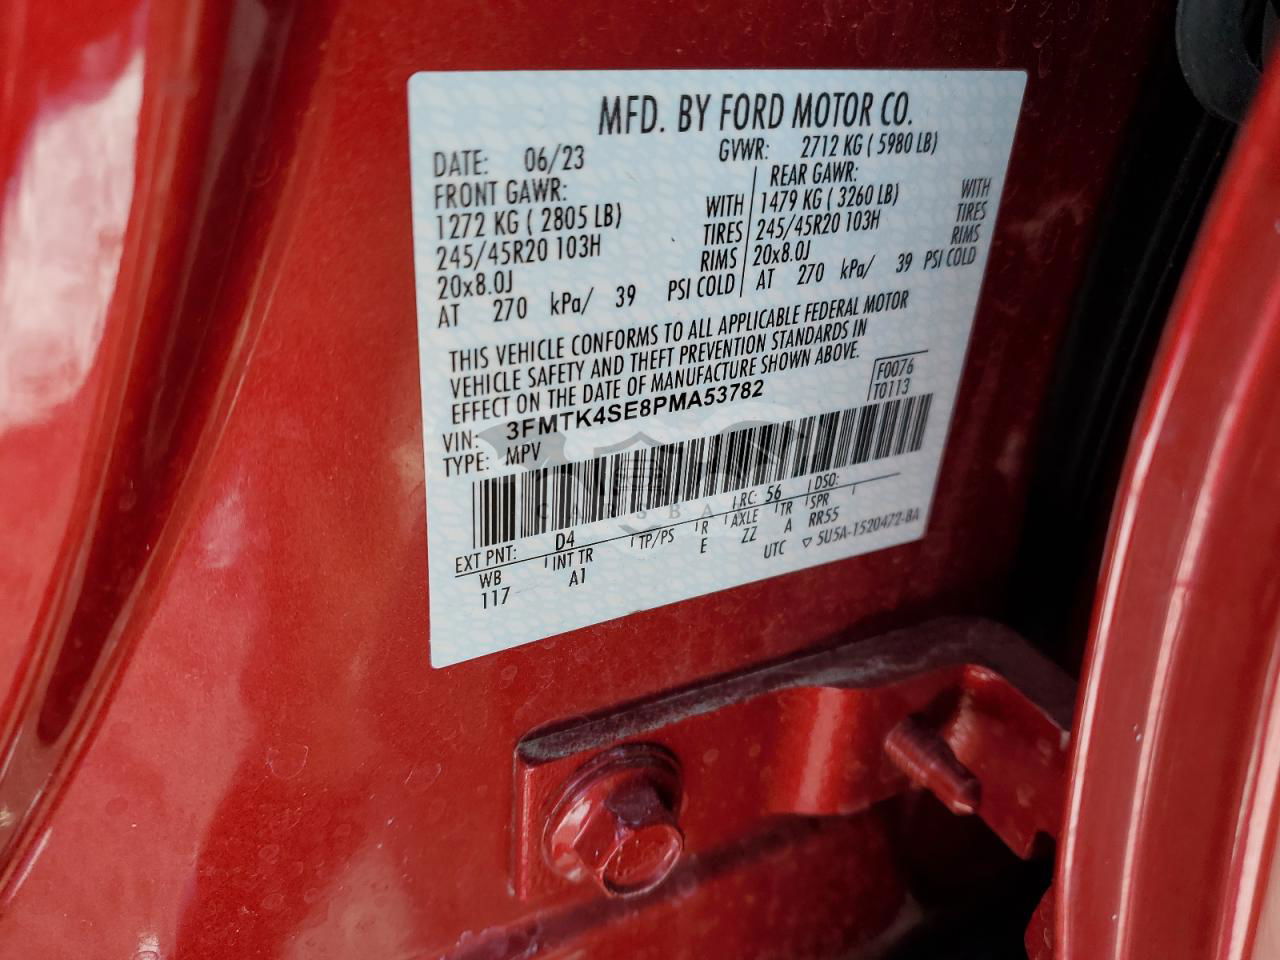 MFD. BY FORD MOTOR CO.
DATE: 06/23 GVWR: 2712 KG ( 5980 LB)
FRONT GAWR: REAR GAWR:
1272 KG ( 2805 LB) WITH 1479 KG ( 3260 LB) WITH
245/45R20 103H TIRES 245/45R20 103H TIRES
20x8.0J RIMS 20x8.0J RIMS
AT 270 kPa/ 39 PSI COLD AT 270 kPa/ 39 PSI COLD
THIS VEHICLE CONFORMS TO ALL APPLICABLE FEDERAL MOTOR
VEHICLE SAFETY AND THEFT PREVENTION STANDARDS IN
EFFECT ON THE DATE OF MANUFACTURE SHOWN ABOVE.
F0076
T0113
VIN: 3FMTK4SE8PMA53782
TYPE: MPV
EXT PNT: D4 RC: 56 DSO:
WB INT TR TP/PS R AXLE TR SPR
117 A1 E ZZ A RR55
UTC ▽ 5U5A-1520472-BA